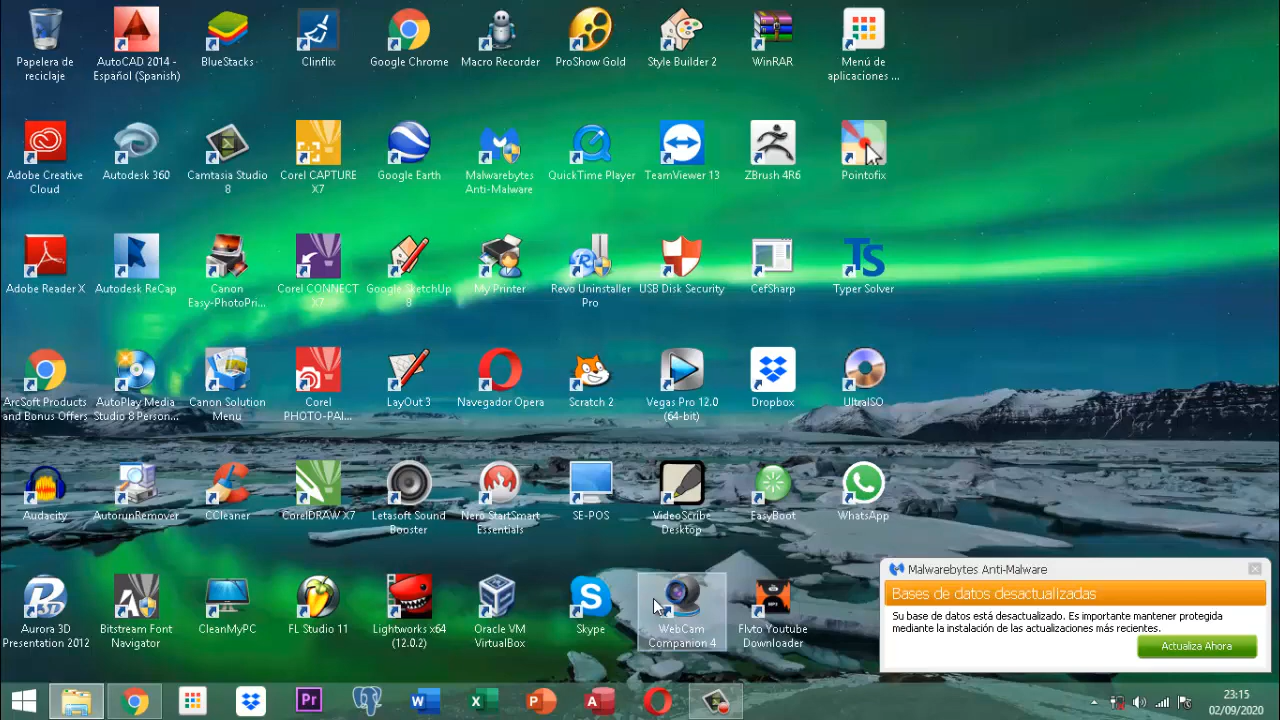 Papelera de
reciclaje
AutoCAD 2014 -
Español (Spanish)
BlueStacks
Clinflix
Google Chrome
Macro Recorder
ProShow Gold
Style Builder 2
WinRAR
Menú de
aplicaciones ...
Adobe Creative
Cloud
Autodesk 360
Camtasia Studio
8
Corel CAPTURE
X7
Google Earth
Malwarebytes
Anti-Malware
QuickTime Player
TeamViewer 13
ZBrush 4R6
Pointofix
Adobe Reader X
Autodesk ReCap
Canon
Easy-PhotoPri...
Corel CONNECT
X7
Google SketchUp
8
My Printer
Revo Uninstaller
Pro
USB Disk Security
CefSharp
TS
Typer Solver
ArcSoft Products
and Bonus Offers
AutoPlay Media
Studio 8 Person...
Canon Solution
Menu
Corel
PHOTO-PAI...
LayOut 3
Navegador Opera
Scratch 2
Vegas Pro 12.0
(64-bit)
Dropbox
UltraISO
Audacity
AutorunRemover
CCleaner
CorelDRAW X7
Letasoft Sound
Booster
Nero StartSmart
Essentials
SE-POS
VideoScribe
Desktop
EasyBoot
WhatsApp
Aurora 3D
Presentation 2012
Bitstream Font
Navigator
CleanMyPC
FL Studio 11
Lightworks x64
(12.0.2)
Oracle VM
VirtualBox
Skype
WebCam
Companion 4
Flvto Youtube
Downloader
Malwarebytes Anti-Malware
Bases de datos desactualizadas
Su base de datos está desactualizado. Es importante mantener protegida
mediante la instalación de las actualizaciones más recientes.
Actualiza Ahora
Pr
23:15
02/09/2020